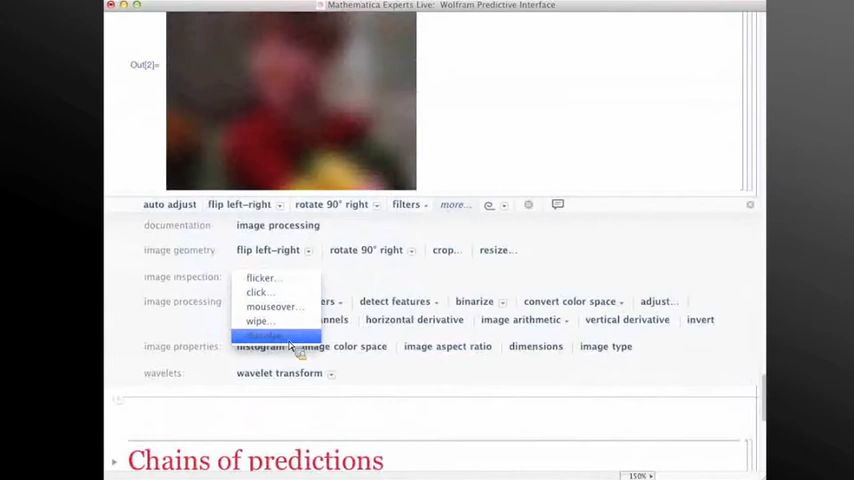 Mathematica Experts Live: Wolfram Predictive Interface
Out[2]=
auto adjust flip left-right rotate 90° right filters more...
documentation image processing
image geometry: flip left-right rotate 90° right crop... resize...
image inspection:
flicker...
click...
image processing detect features binarize convert color space adjust...
mouseover...
wipe...
horizontal derivative image arithmetic vertical derivative invert
image properties: histogram image color space image aspect ratio dimensions image type
wavelets: wavelet transform
Chains of predictions
150%